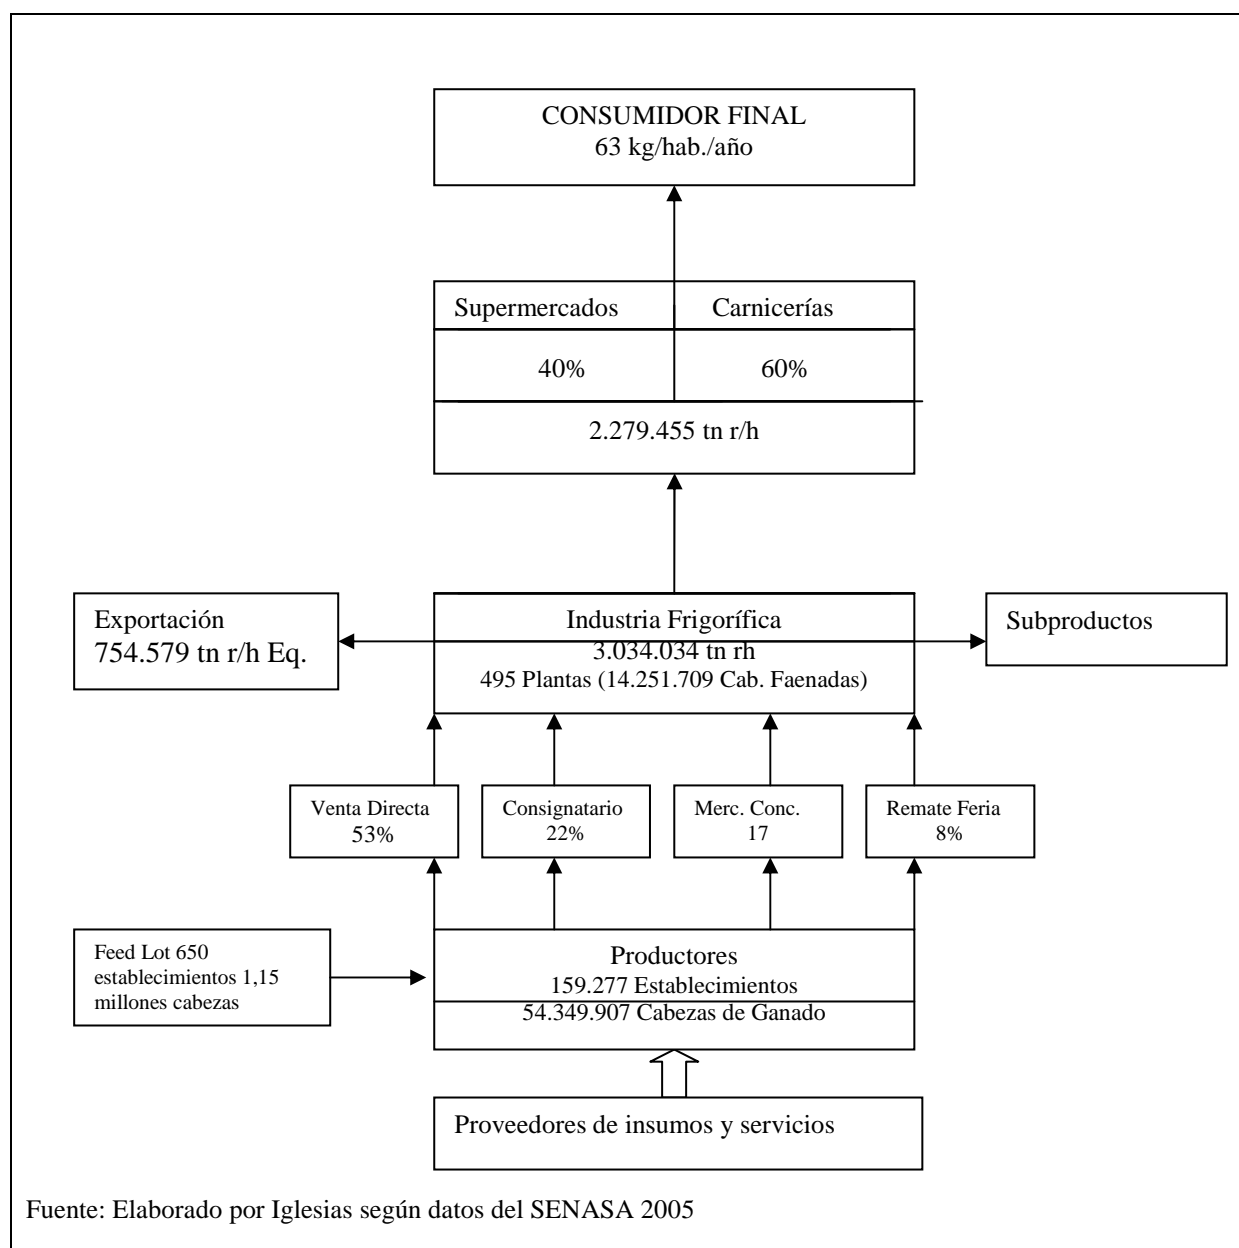 CONSUMIDOR FINAL
63 kg/hab./año
Supermercados
Carnicerías
40%
60%
2.279.455 tn r/h
Exportación
754.579 tn r/h Eq.
Industria Frigorífica
3.034.034 tn rh
495 Plantas (14.251.709 Cab. Faenadas)
Subproductos
Venta Directa
53%
Consignatario
22%
Merc. Conc.
17
Remate Feria
8%
Feed Lot 650
establecimientos 1,15
millones cabezas
Productores
159.277 Establecimientos
54.349.907 Cabezas de Ganado
Proveedores de insumos y servicios
Fuente: Elaborado por Iglesias según datos del SENASA 2005